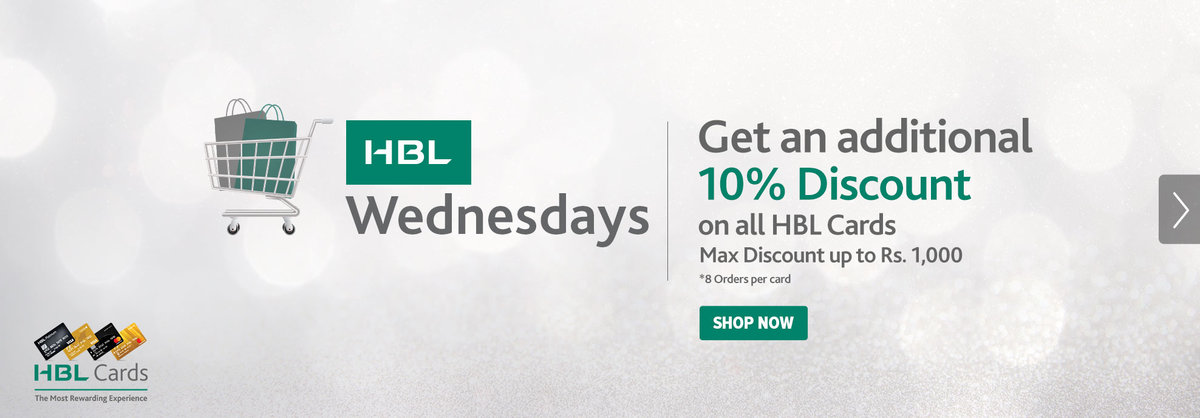 HBL
Wednesdays
Get an additional
10% Discount
on all HBL Cards
Max Discount up to Rs. 1,000
*8 Orders per card
SHOP NOW
HBL Cards
The Most Rewarding Experience